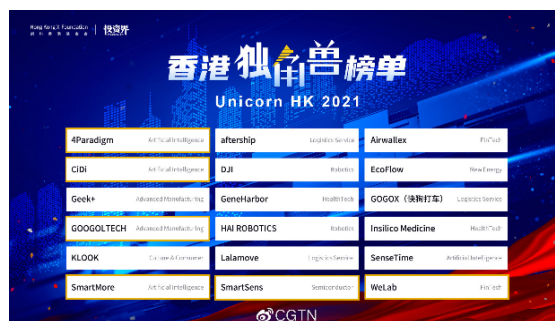 Hong Kong X Foundation | 投资界
香港独角兽榜单
Unicorn HK 2021
4Paradigm Artificial Intelligence
aftership Logistics Service
Airwallex FinTech
CiDi Artificial Intelligence
DJI Robotics
EcoFlow New Energy
Geek+ Advanced Manufacturing
GeneHarbor HealthTech
GOGOX（快狗打车） Logistics Service
GOOGOLTECH Advanced Manufacturing
HAI ROBOTICS Robotics
Insilico Medicine HealthTech
KLOOK Culture & Consumer
Lalamove Logistics Service
SenseTime Artificial Intelligence
SmartMore Artificial Intelligence
SmartSens Semiconductor
WeLab FinTech
CGTN